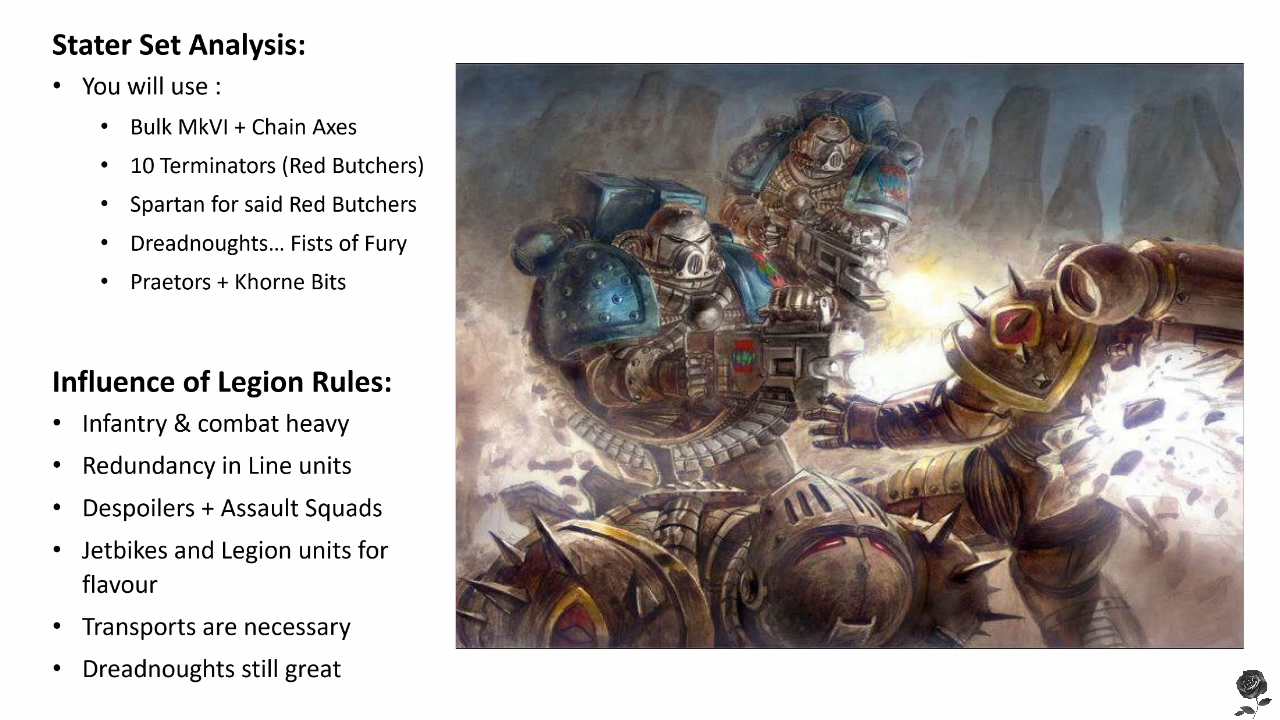 Stater Set Analysis:
• You will use :
• Bulk MkVI + Chain Axes
• 10 Terminators (Red Butchers)
• Spartan for said Red Butchers
• Dreadnoughts... Fists of Fury
• Praetors + Khorne Bits
Influence of Legion Rules:
• Infantry & combat heavy
• Redundancy in Line units
• Despoilers + Assault Squads
• Jetbikes and Legion units for
flavour
• Transports are necessary
• Dreadnoughts still great